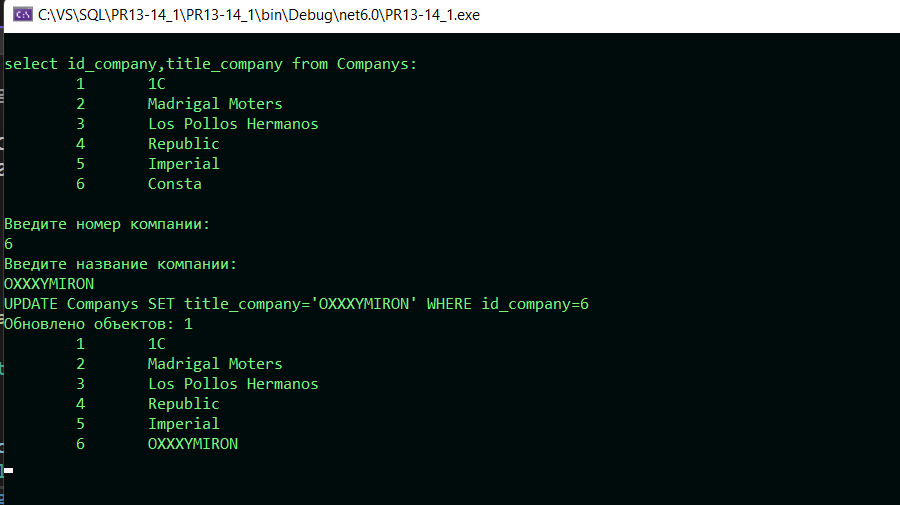 C:\VS\SQL\PR13-14_1\PR13-14_1\bin\Debug\net6.0\PR13-14_1.exe
select id_company,title_company from Companys:
1 1C
2 Madrigal Moters
3 Los Pollos Hermanos
4 Republic
5 Imperial
6 Consta
Введите номер компании:
6
Введите название компании:
OXXXYMIRON
UPDATE Companys SET title_company='OXXXYMIRON' WHERE id_company=6
Обновлено объектов: 1
1 1C
2 Madrigal Moters
3 Los Pollos Hermanos
4 Republic
5 Imperial
6 OXXXYMIRON